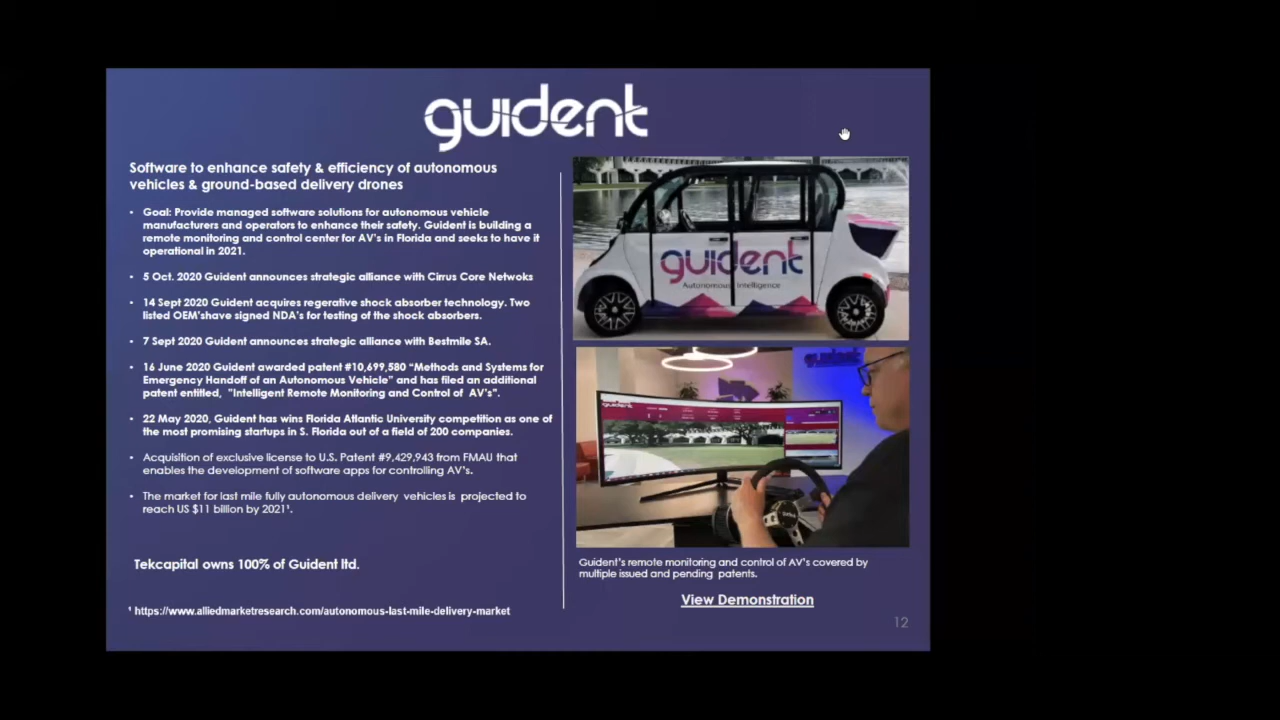 guident
Software to enhance safety & efficiency of autonomous
vehicles & ground-based delivery drones
• Goal: Provide managed software solutions for autonomous vehicle
manufacturers and operators to enhance their safety. Guident is building a
remote monitoring and control center for AV's in Florida and seeks to have it
operational in 2021.
• 5 Oct. 2020 Guident announces strategic alliance with Cirrus Core Netwoks
• 14 Sept 2020 Guident acquires regerative shock absorber technology. Two
listed OEM'shave signed NDA's for testing of the shock absorbers.
• 7 Sept 2020 Guident announces strategic alliance with Bestmile SA.
• 16 June 2020 Guident awarded patent #10,699,580 “Methods and Systems for
Emergency Handoff of an Autonomous Vehicle” and has filed an additional
patent entitled, "Intelligent Remote Monitoring and Control of AV's".
• 22 May 2020, Guident has wins Florida Atlantic University competition as one of
the most promising startups in S. Florida out of a field of 200 companies.
• Acquisition of exclusive license to U.S. Patent #9,429,943 from FMAU that
enables the development of software apps for controlling AV's.
• The market for last mile fully autonomous delivery vehicles is projected to
reach US $11 billion by 2021¹.
Tekcapital owns 100% of Guident ltd.
¹ https://www.alliedmarketresearch.com/autonomous-last-mile-delivery-market
guident
Autonomous Intelligence
guident
guident
Guident's remote monitoring and control of AV's covered by
multiple issued and pending patents.
View Demonstration
12